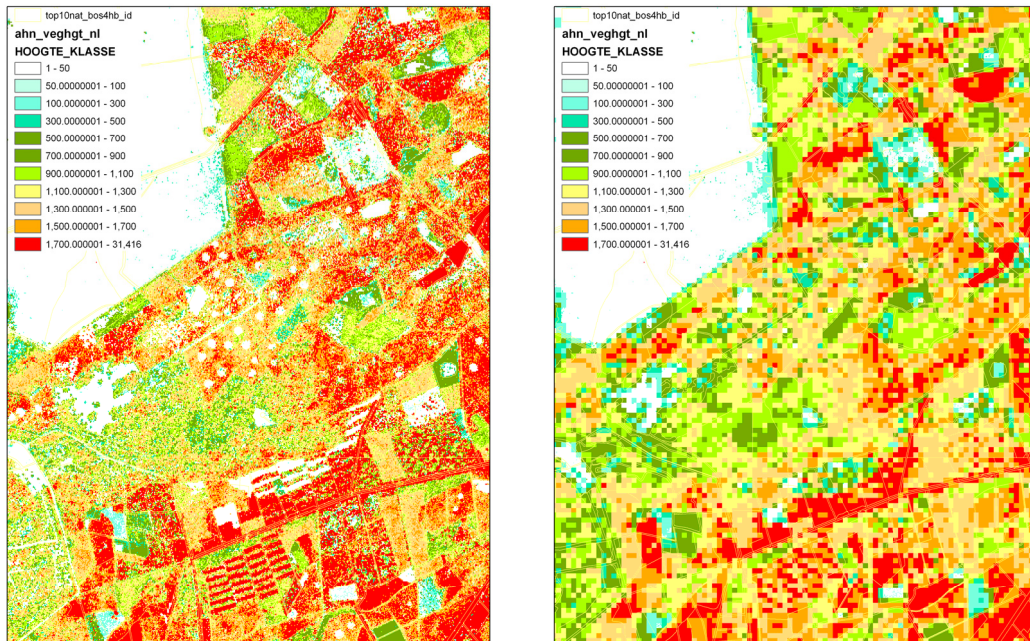 top10nat_bos4hb_id
ahn_veghgt_nl
HOOGTE_KLASSE
1 - 50
50.00000001 - 100
100.0000001 - 300
300.0000001 - 500
500.0000001 - 700
700.0000001 - 900
900.0000001 - 1,100
1,100.000001 - 1,300
1,300.000001 - 1,500
1,500.000001 - 1,700
1,700.000001 - 31,416
top10nat_bos4hb_id
ahn_veghgt_nl
HOOGTE_KLASSE
1 - 50
50.00000001 - 100
100.0000001 - 300
300.0000001 - 500
500.0000001 - 700
700.0000001 - 900
900.0000001 - 1,100
1,100.000001 - 1,300
1,300.000001 - 1,500
1,500.000001 - 1,700
1,700.000001 - 31,416